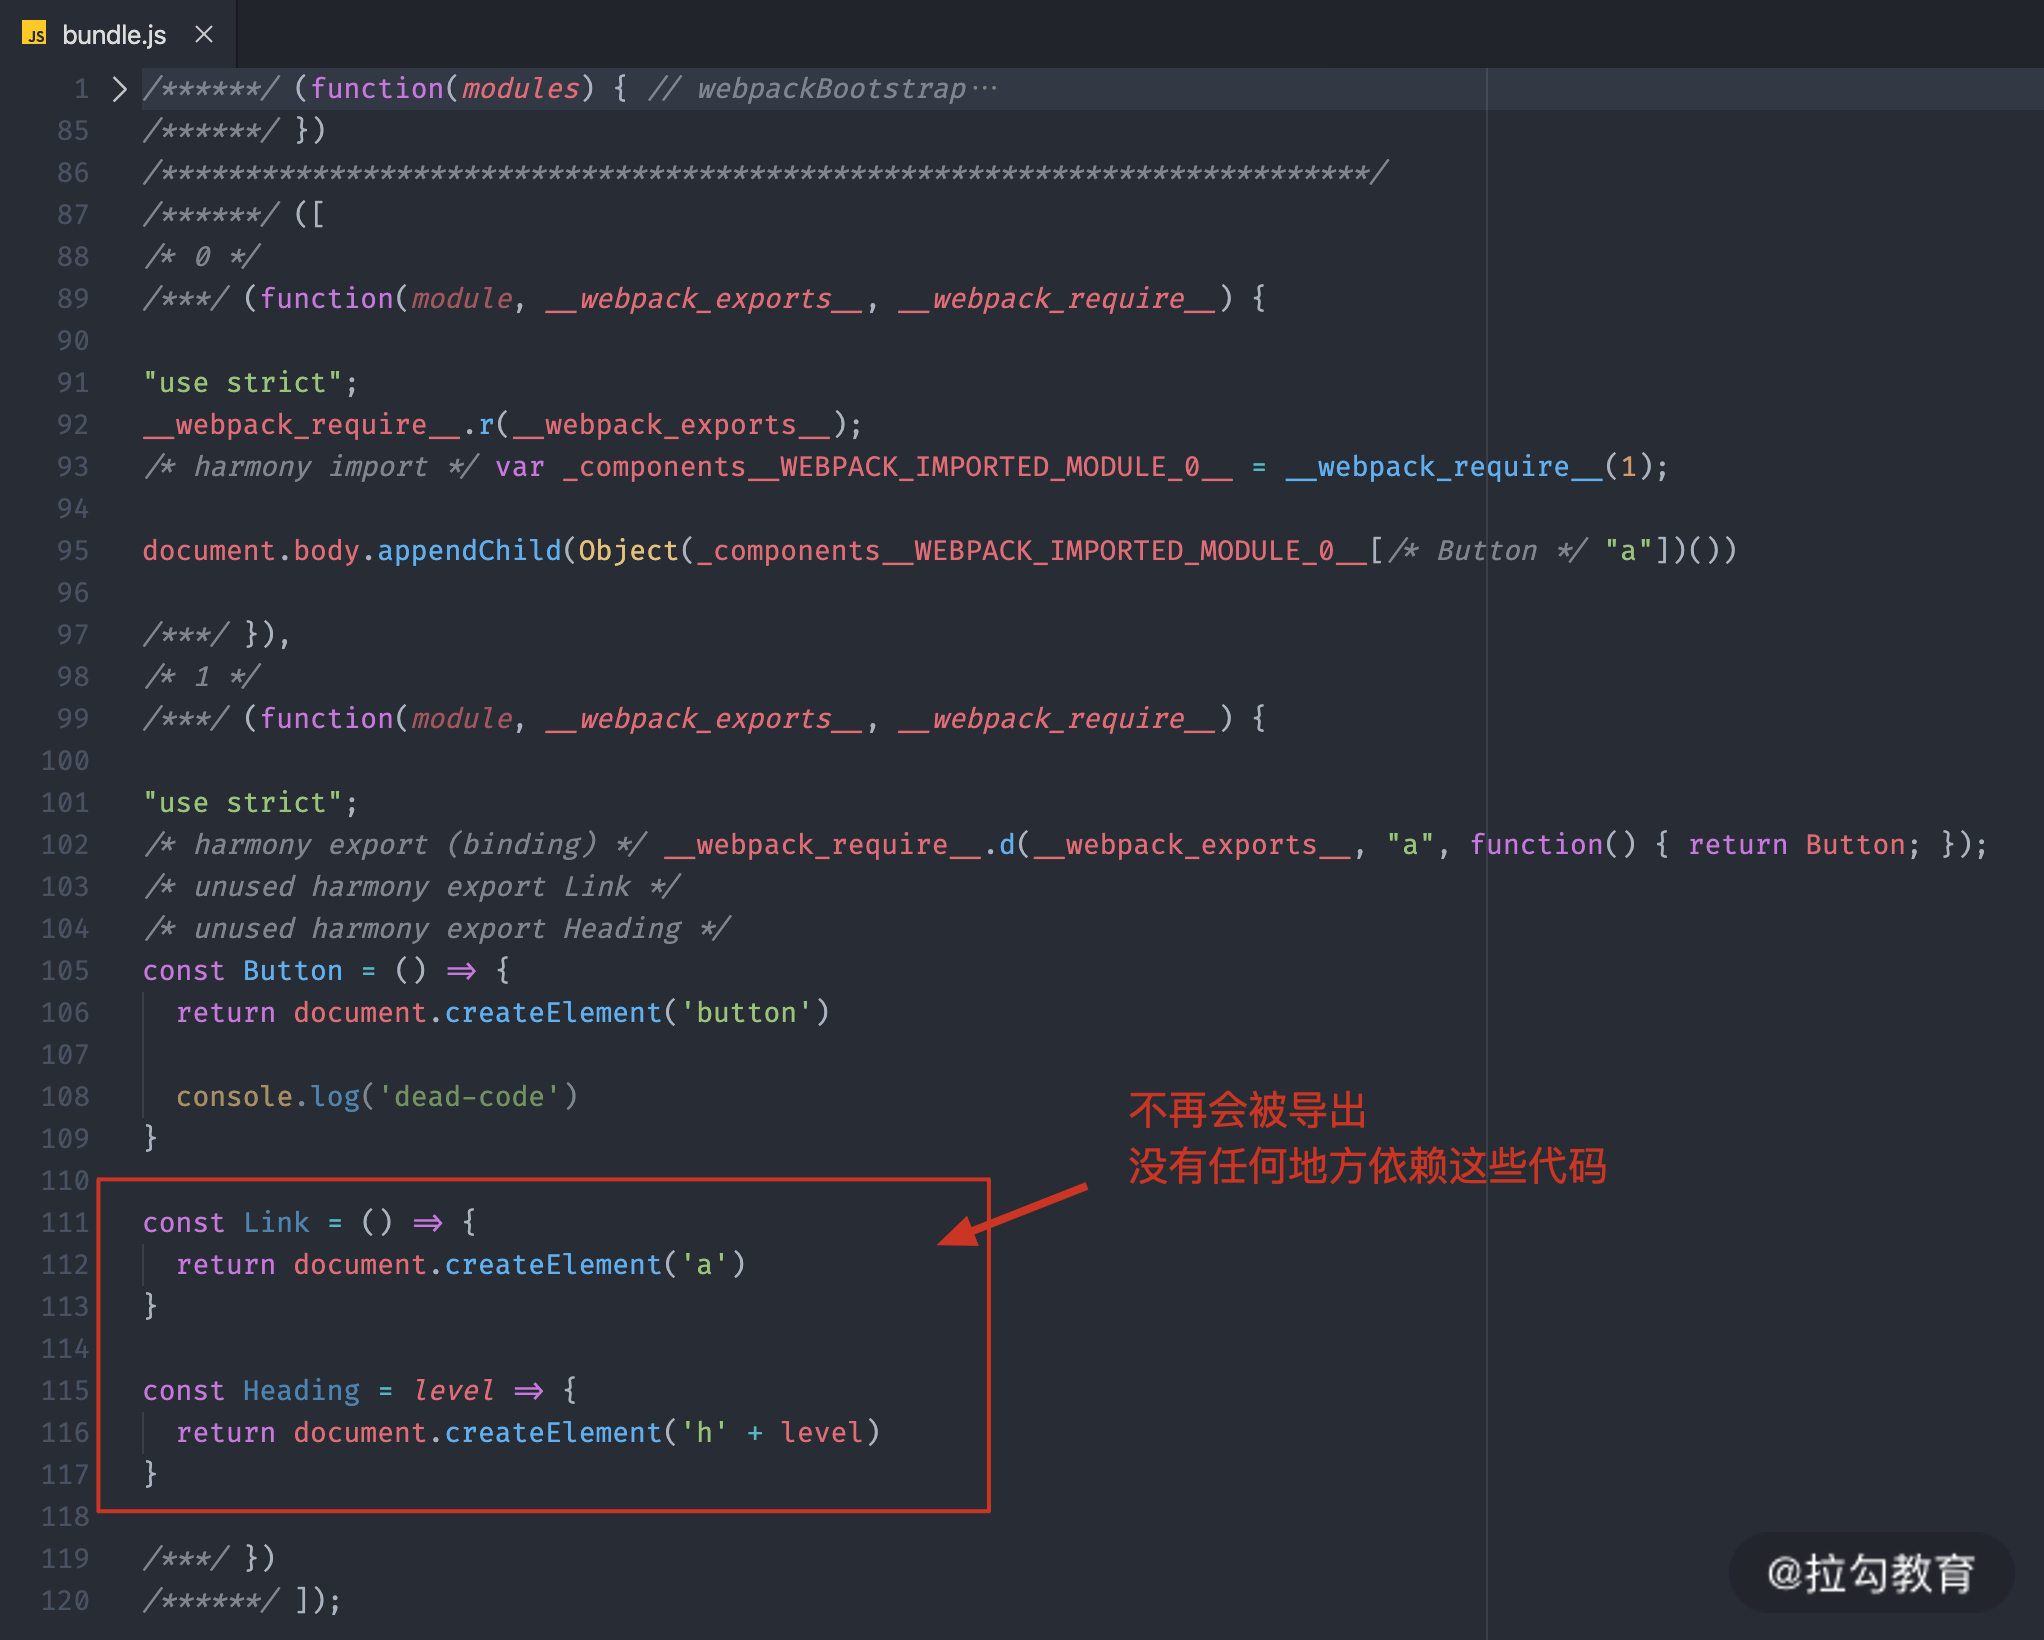 JS bundle.js ×
1 > /******/ (function(modules) { // webpackBootstrap···
85 /******/ })
86 /************************************************************************/
87 /******/ ([
88 /* 0 */
89 /***/ (function(module, __webpack_exports__, __webpack_require__) {
90
91 "use strict";
92 __webpack_require__.r(__webpack_exports__);
93 /* harmony import */ var _components__WEBPACK_IMPORTED_MODULE_0__ = __webpack_require__(1);
94
95 document.body.appendChild(Object(_components__WEBPACK_IMPORTED_MODULE_0__[/* Button */ "a"])())
96
97 /***/ }),
98 /* 1 */
99 /***/ (function(module, __webpack_exports__, __webpack_require__) {
100
101 "use strict";
102 /* harmony export (binding) */ __webpack_require__.d(__webpack_exports__, "a", function() { return Button; });
103 /* unused harmony export Link */
104 /* unused harmony export Heading */
105 const Button = () => {
106 return document.createElement('button')
107
108 console.log('dead-code')
109 }
不再会被导出
没有任何地方依赖这些代码
110
111 const Link = () => {
112 return document.createElement('a')
113 }
114
115 const Heading = level => {
116 return document.createElement('h' + level)
117 }
118
119 /***/ })
120 /******/ ]);
@拉勾教育